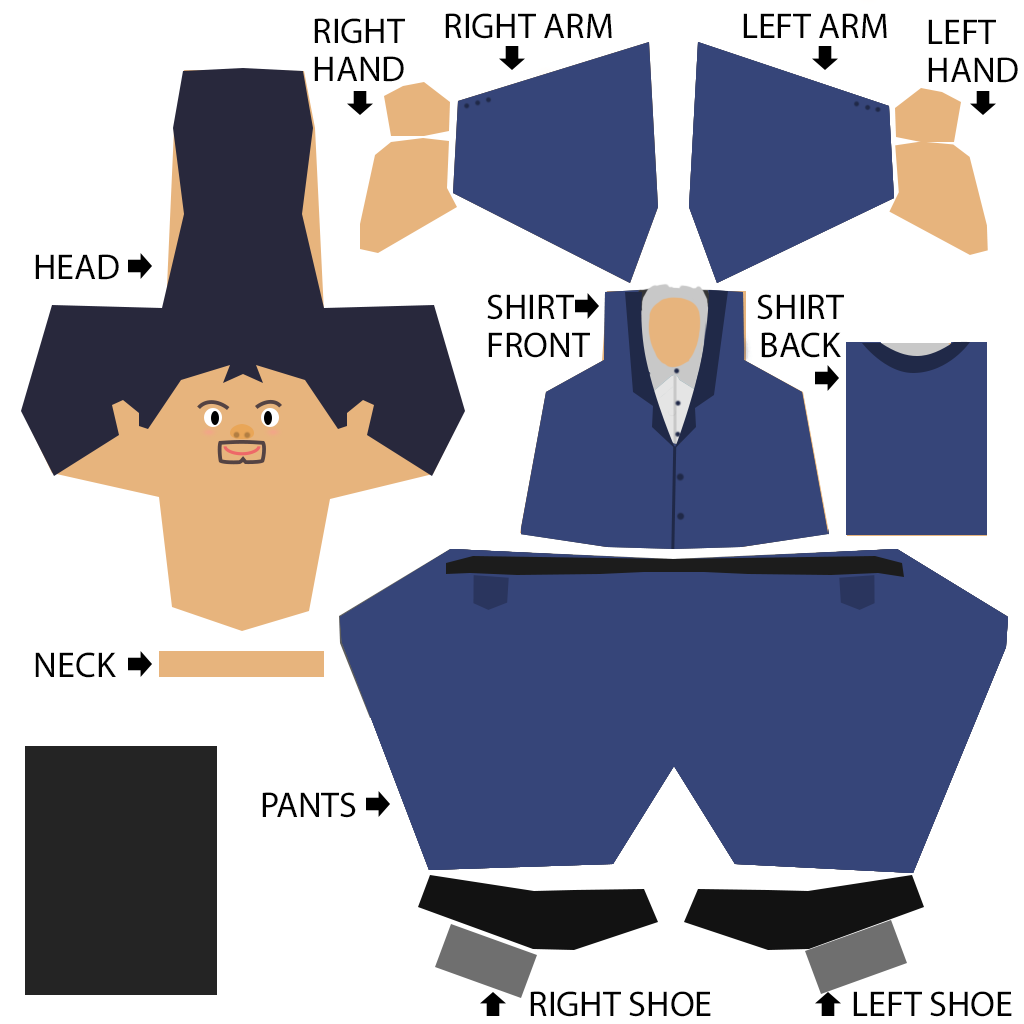 RIGHT
HAND
RIGHT ARM
LEFT ARM
LEFT
HAND
HEAD
SHIRT
FRONT
SHIRT
BACK
NECK
PANTS
RIGHT SHOE
LEFT SHOE